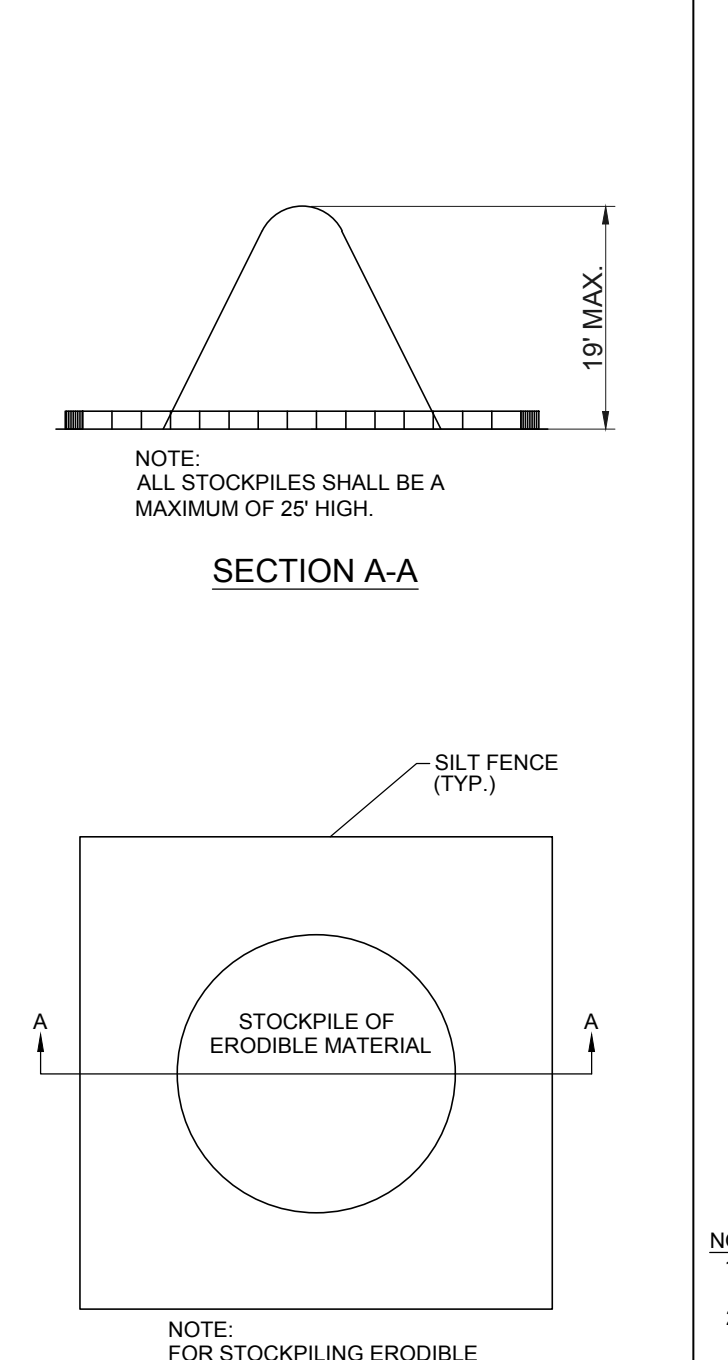 19' MAX.
NOTE:
ALL STOCKPILES SHALL BE A
MAXIMUM OF 25' HIGH.
SECTION A-A
SILT FENCE
(TYP.)
A
A
STOCKPILE OF
ERODIBLE MATERIAL
NOTE:
FOR STOCKPILING ERODIBLE